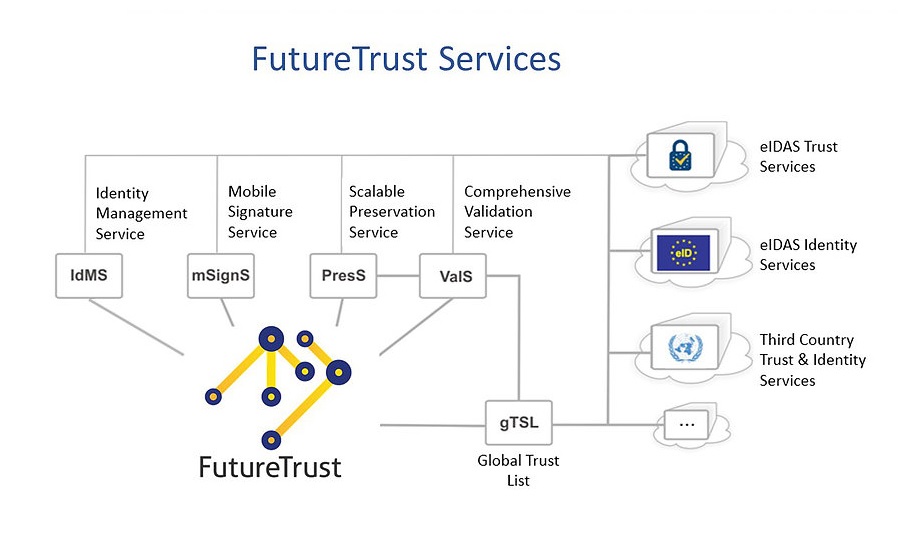 FutureTrust Services
Identity
Management
Service
Mobile
Signature
Service
Scalable
Preservation
Service
Comprehensive
Validation
Service
IdMS
mSignS
PresS
ValS
eIDAS Trust
Services
eID
eIDAS Identity
Services
Third Country
Trust & Identity
Services
...
gTSL
Global Trust
List
FutureTrust